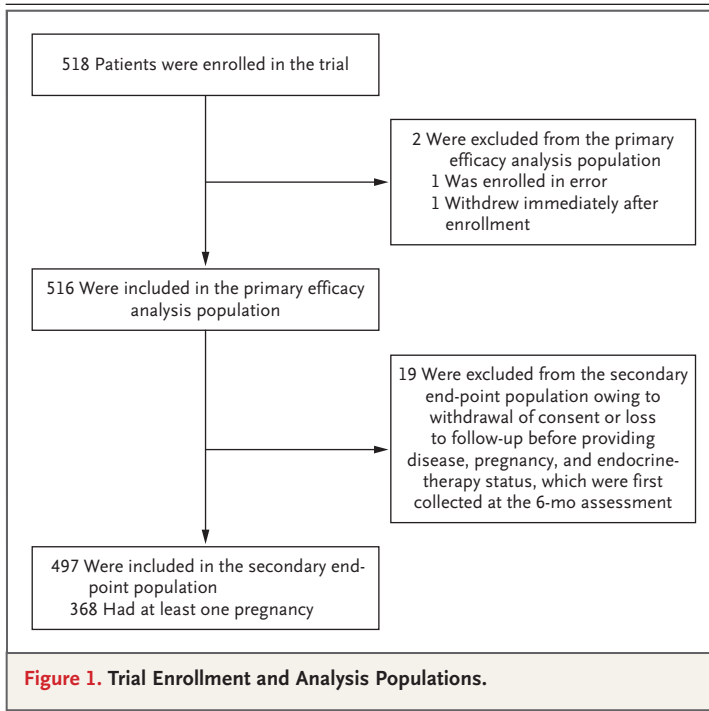 518 Patients were enrolled in the trial
2 Were excluded from the primary
efficacy analysis population
1 Was enrolled in error
1 Withdrew immediately after
enrollment
516 Were included in the primary efficacy
analysis population
19 Were excluded from the secondary
end-point population owing to
withdrawal of consent or loss
to follow-up before providing
disease, pregnancy, and endocrine-
therapy status, which were first
collected at the 6-mo assessment
497 Were included in the secondary end-
point population
368 Had at least one pregnancy
Figure 1. Trial Enrollment and Analysis Populations.